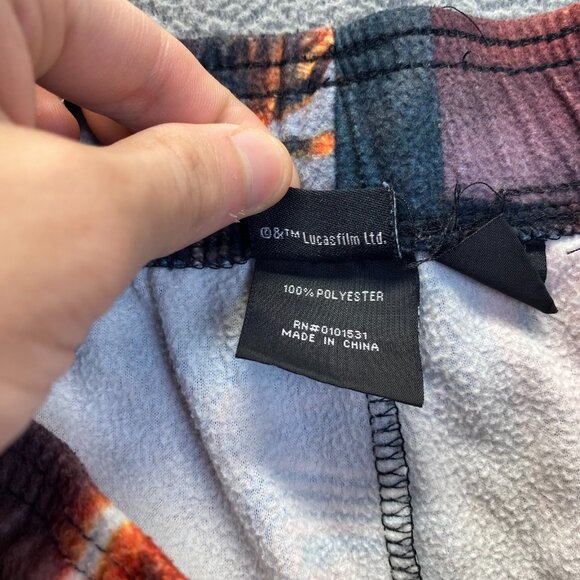 ©&™ Lucasfilm Ltd.
100% POLYESTER
RN#0101531
MADE IN CHINA